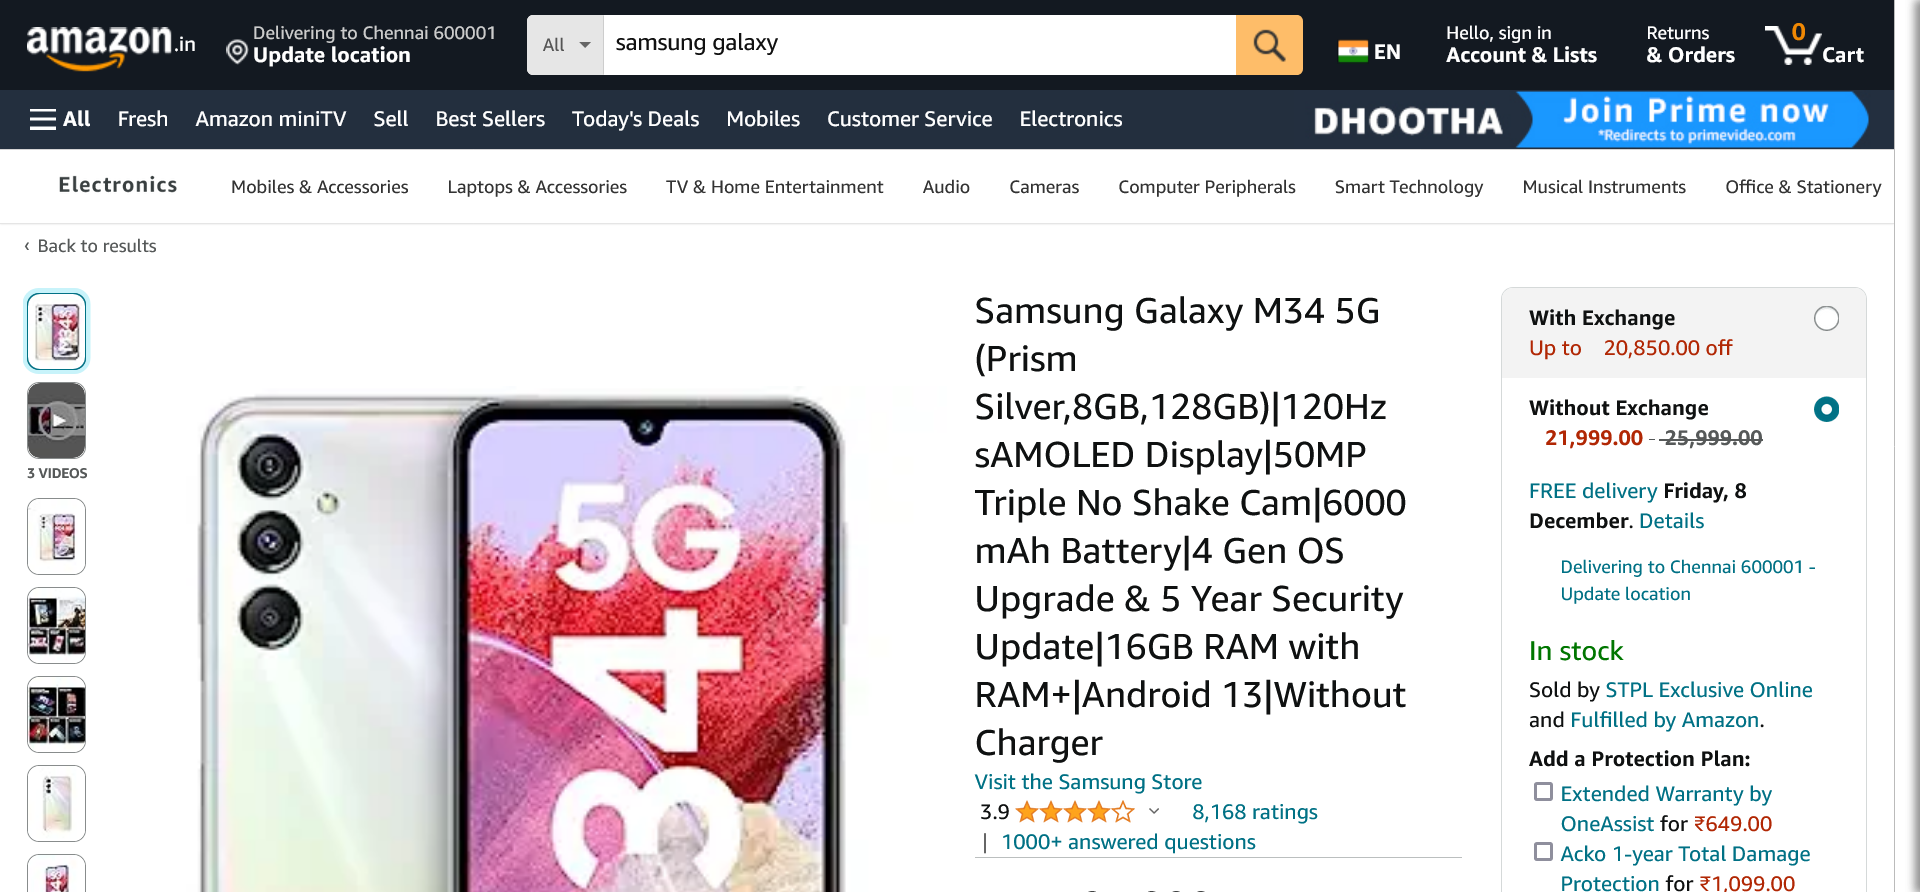 amazon.in
Delivering to Chennai 600001
Update location
All
samsung galaxy
EN
Hello, sign in
Account & Lists
Returns
& Orders
0
Cart
All
Fresh
Amazon miniTV
Sell
Best Sellers
Today's Deals
Mobiles
Customer Service
Electronics
DHOOTHA
Join Prime now
*Redirects to primevideo.com
Electronics
Mobiles & Accessories
Laptops & Accessories
TV & Home Entertainment
Audio
Cameras
Computer Peripherals
Smart Technology
Musical Instruments
Office & Stationery
‹ Back to results
3 VIDEOS
5G
34
Samsung Galaxy M34 5G
(Prism
Silver,8GB,128GB)|120Hz
sAMOLED Display|50MP
Triple No Shake Cam|6000
mAh Battery|4 Gen OS
Upgrade & 5 Year Security
Update|16GB RAM with
RAM+|Android 13|Without
Charger
Visit the Samsung Store
3.9
8,168 ratings
| 1000+ answered questions
With Exchange
Up to 20,850.00 off
Without Exchange
21,999.00 - 25,999.00
FREE delivery Friday, 8
December. Details
Delivering to Chennai 600001 -
Update location
In stock
Sold by STPL Exclusive Online
and Fulfilled by Amazon.
Add a Protection Plan:
Extended Warranty by
OneAssist for ₹649.00
Acko 1-year Total Damage
Protection for ₹1,099.00